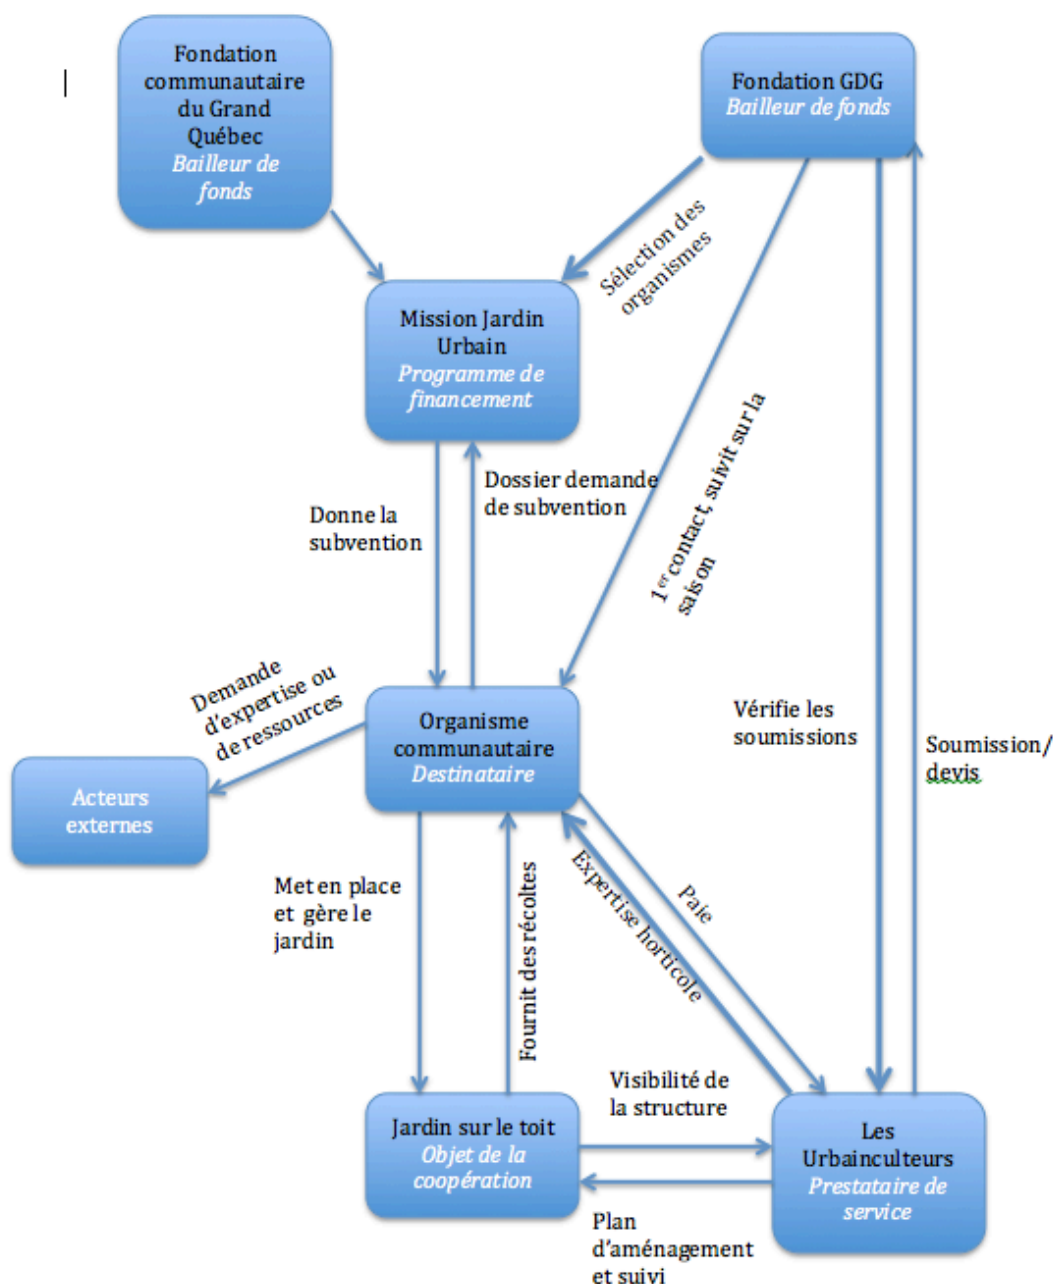 Fondation
communautaire
du Grand
Québec
Bailleur de
fonds
Fondation GDG
Bailleur de fonds
Sélection des
organismes
Mission Jardin
Urbain
Programme de
financement
Donne la
subvention
Dossier demande
de subvention
1er contact, suivit sur la
saison
Demande
d'expertise ou
de ressources
Organisme
communautaire
Destinataire
Vérifie les
soumissions
Soumission/
devis
Acteurs
externes
Met en place
et gère le
jardin
Fournit des récoltes
Expertise horticole
Paie
Visibilité de
la structure
Jardin sur le toit
Objet de la
coopération
Les
Urbainculteurs
Prestataire de
service
Plan
d'aménagement
et suivi